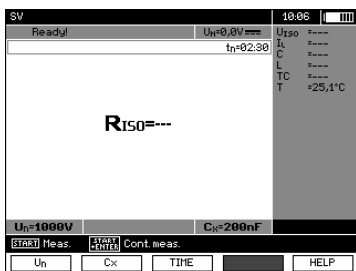 SV 10:06
Ready! UN=0,0V
tn=02:30
UISO =---
IL =---
C =---
L =---
TC =---
T =25,1°C
RISO=---
Un=1000V CX=200nF
START Meas. START +ENTER Cont.meas.
Un Cx TIME HELP